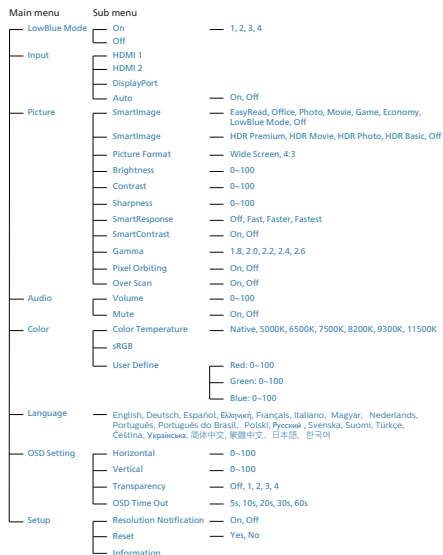 Main menu Sub menu
LowBlue Mode On 1, 2, 3, 4
Off
Input HDMI 1
HDMI 2
DisplayPort
Auto On, Off
Picture SmartImage EasyRead, Office, Photo, Movie, Game, Economy,
LowBlue Mode, Off
SmartImage HDR Premium, HDR Movie, HDR Photo, HDR Basic, Off
Picture Format Wide Screen, 4:3
Brightness 0~100
Contrast 0~100
Sharpness 0~100
SmartResponse Off, Fast, Faster, Fastest
SmartContrast On, Off
Gamma 1.8, 2.0, 2.2, 2.4, 2.6
Pixel Orbiting On, Off
Over Scan On, Off
Audio Volume 0~100
Mute On, Off
Color Color Temperature Native, 5000K, 6500K, 7500K, 8200K, 9300K, 11500K
sRGB
User Define Red: 0~100
Green: 0~100
Blue: 0~100
Language English, Deutsch, Español, Ελληνική, Français, Italiano, Magyar, Nederlands,
Português, Português do Brasil, Polski, Русский , Svenska, Suomi, Türkçe,
Čeština, Українська, 简体中文, 繁體中文, 日本語, 한국어
OSD Setting Horizontal 0~100
Vertical 0~100
Transparency Off, 1, 2, 3, 4
OSD Time Out 5s, 10s, 20s, 30s, 60s
Setup Resolution Notification On, Off
Reset Yes, No
Information